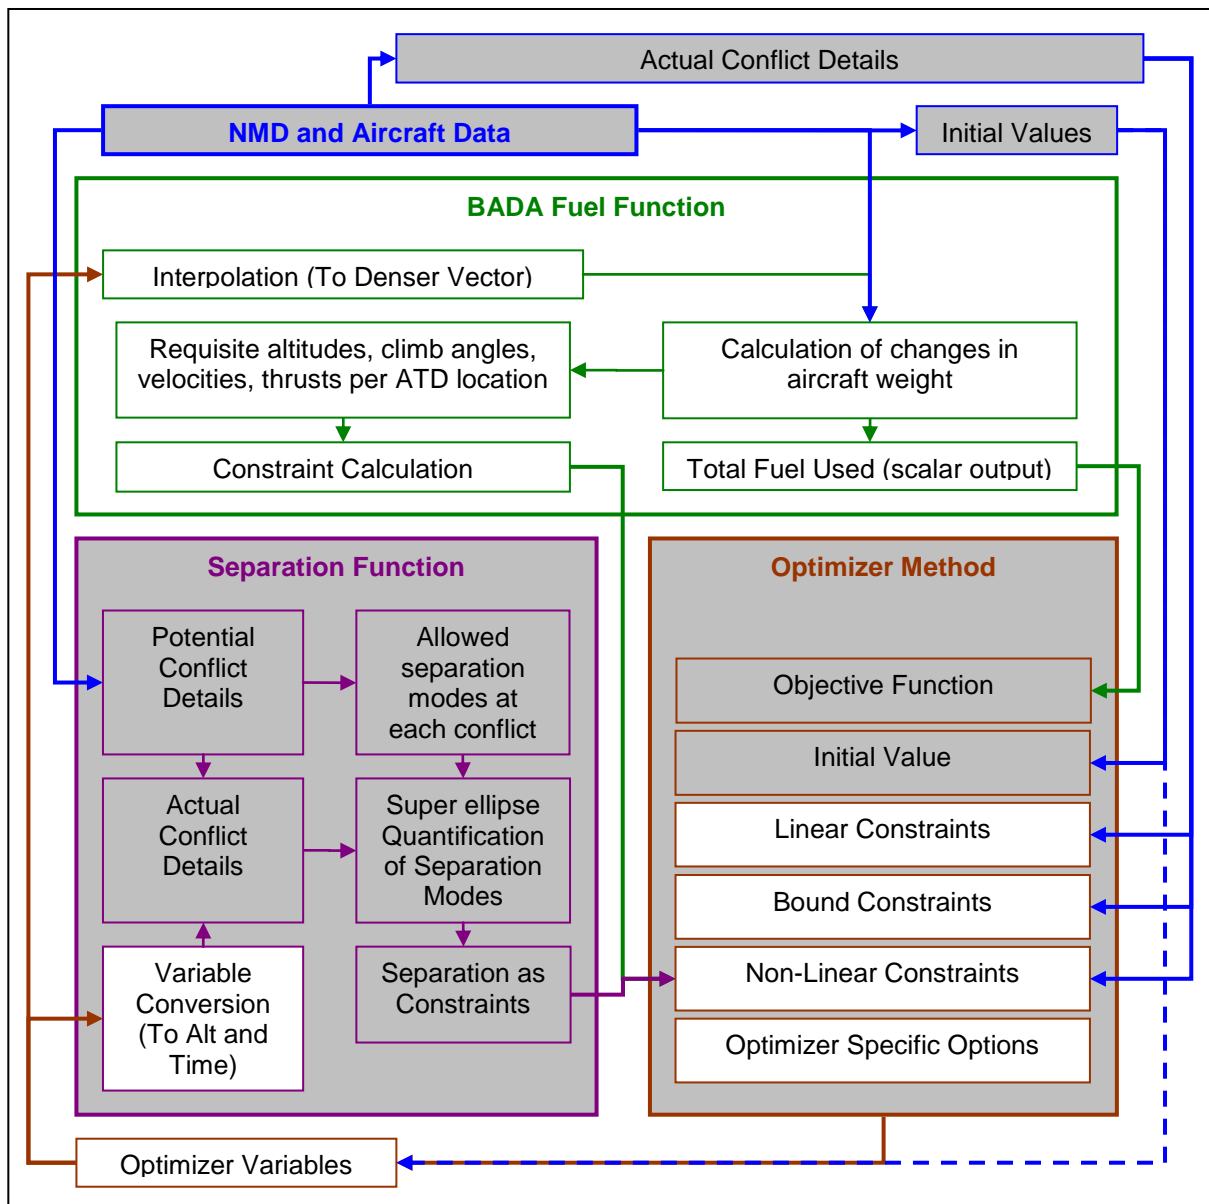 Actual Conflict Details
NMD and Aircraft Data
Initial Values
BADA Fuel Function
Interpolation (To Denser Vector)
Requisite altitudes, climb angles,
velocities, thrusts per ATD location
Calculation of changes in
aircraft weight
Constraint Calculation
Total Fuel Used (scalar output)
Separation Function
Potential
Conflict
Details
Allowed
separation
modes at
each conflict
Actual
Conflict
Details
Super ellipse
Quantification
of Separation
Modes
Variable
Conversion
(To Alt and
Time)
Separation as
Constraints
Optimizer Method
Objective Function
Initial Value
Linear Constraints
Bound Constraints
Non-Linear Constraints
Optimizer Specific Options
Optimizer Variables